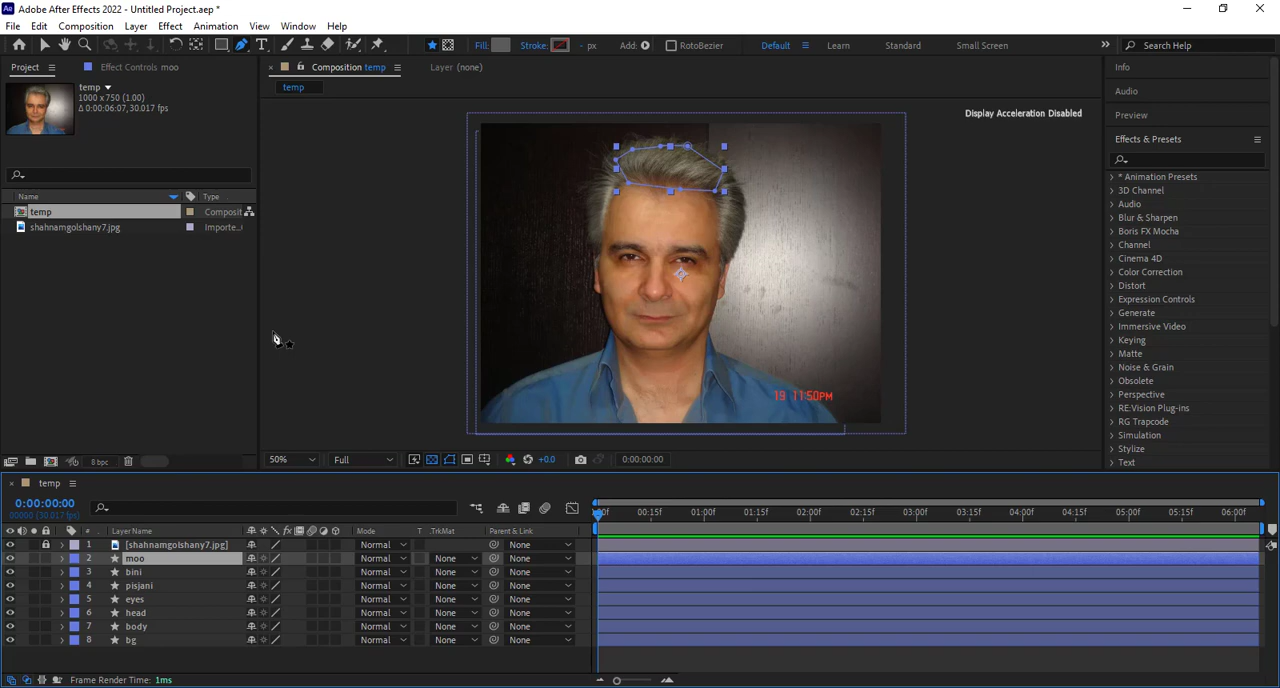 Adobe After Effects 2022 - Untitled Project.aep *
File Edit Composition Layer Effect Animation View Window Help
Fill: Stroke: - px Add: RotoBezier Default Learn Standard Small Screen Search Help
Project Effect Controls moo
Composition temp Layer (none)
temp
temp
1000 x 750 (1.00)
Δ 0:00:06:07, 30.017 fps
Name Type
temp Composit
shahnamgolshany7.jpg Importe..
8 bpc
Display Acceleration Disabled
19 11:50PM
50% Full +0.0 0:00:00:00
Info
Audio
Preview
Effects & Presets
* Animation Presets
3D Channel
Audio
Blur & Sharpen
Boris FX Mocha
Channel
Cinema 4D
Color Correction
Distort
Expression Controls
Generate
Immersive Video
Keying
Matte
Noise & Grain
Obsolete
Perspective
RE:Vision Plug-ins
RG Trapcode
Simulation
Stylize
Text
temp
0:00:00:00
00000 (30.017 fps)
00f 00:15f 01:00f 01:15f 02:00f 02:15f 03:00f 03:15f 04:00f 04:15f 05:00f 05:15f 06:00f
# Layer Name fx Mode T .TrkMat Parent & Link
1 [shahnamgolshany7.jpg] Normal None
2 moo Normal None None
3 bini Normal None None
4 pisjani Normal None None
5 eyes Normal None None
6 head Normal None None
7 body Normal None None
8 bg Normal None None
Frame Render Time: 1ms